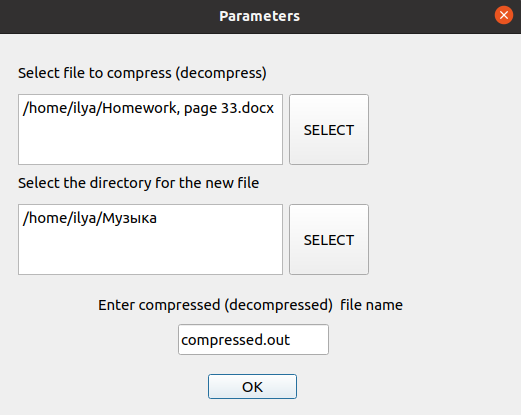 Parameters
Select file to compress (decompress)
/home/ilya/Homework, page 33.docx
SELECT
Select the directory for the new file
/home/ilya/Музыка
SELECT
Enter compressed (decompressed)  file name
compressed.out
OK